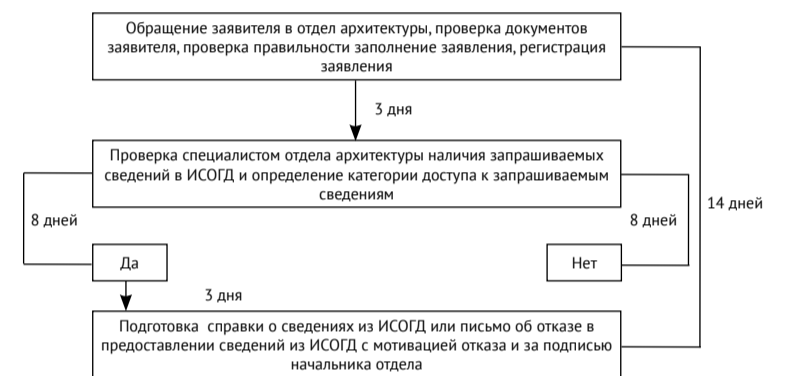 Обращение заявителя в отдел архитектуры, проверка документов
заявителя, проверка правильности заполнение заявления, регистрация
заявления
3 дня
Проверка специалистом отдела архитектуры наличия запрашиваемых
сведений в ИСОГД и определение категории доступа к запрашиваемым
сведениям
14 дней
8 дней
8 дней
Да
Нет
3 дня
Подготовка справки о сведениях из ИСОГД или письмо об отказе в
предоставлении сведений из ИСОГД с мотивацией отказа и за подписью
начальника отдела